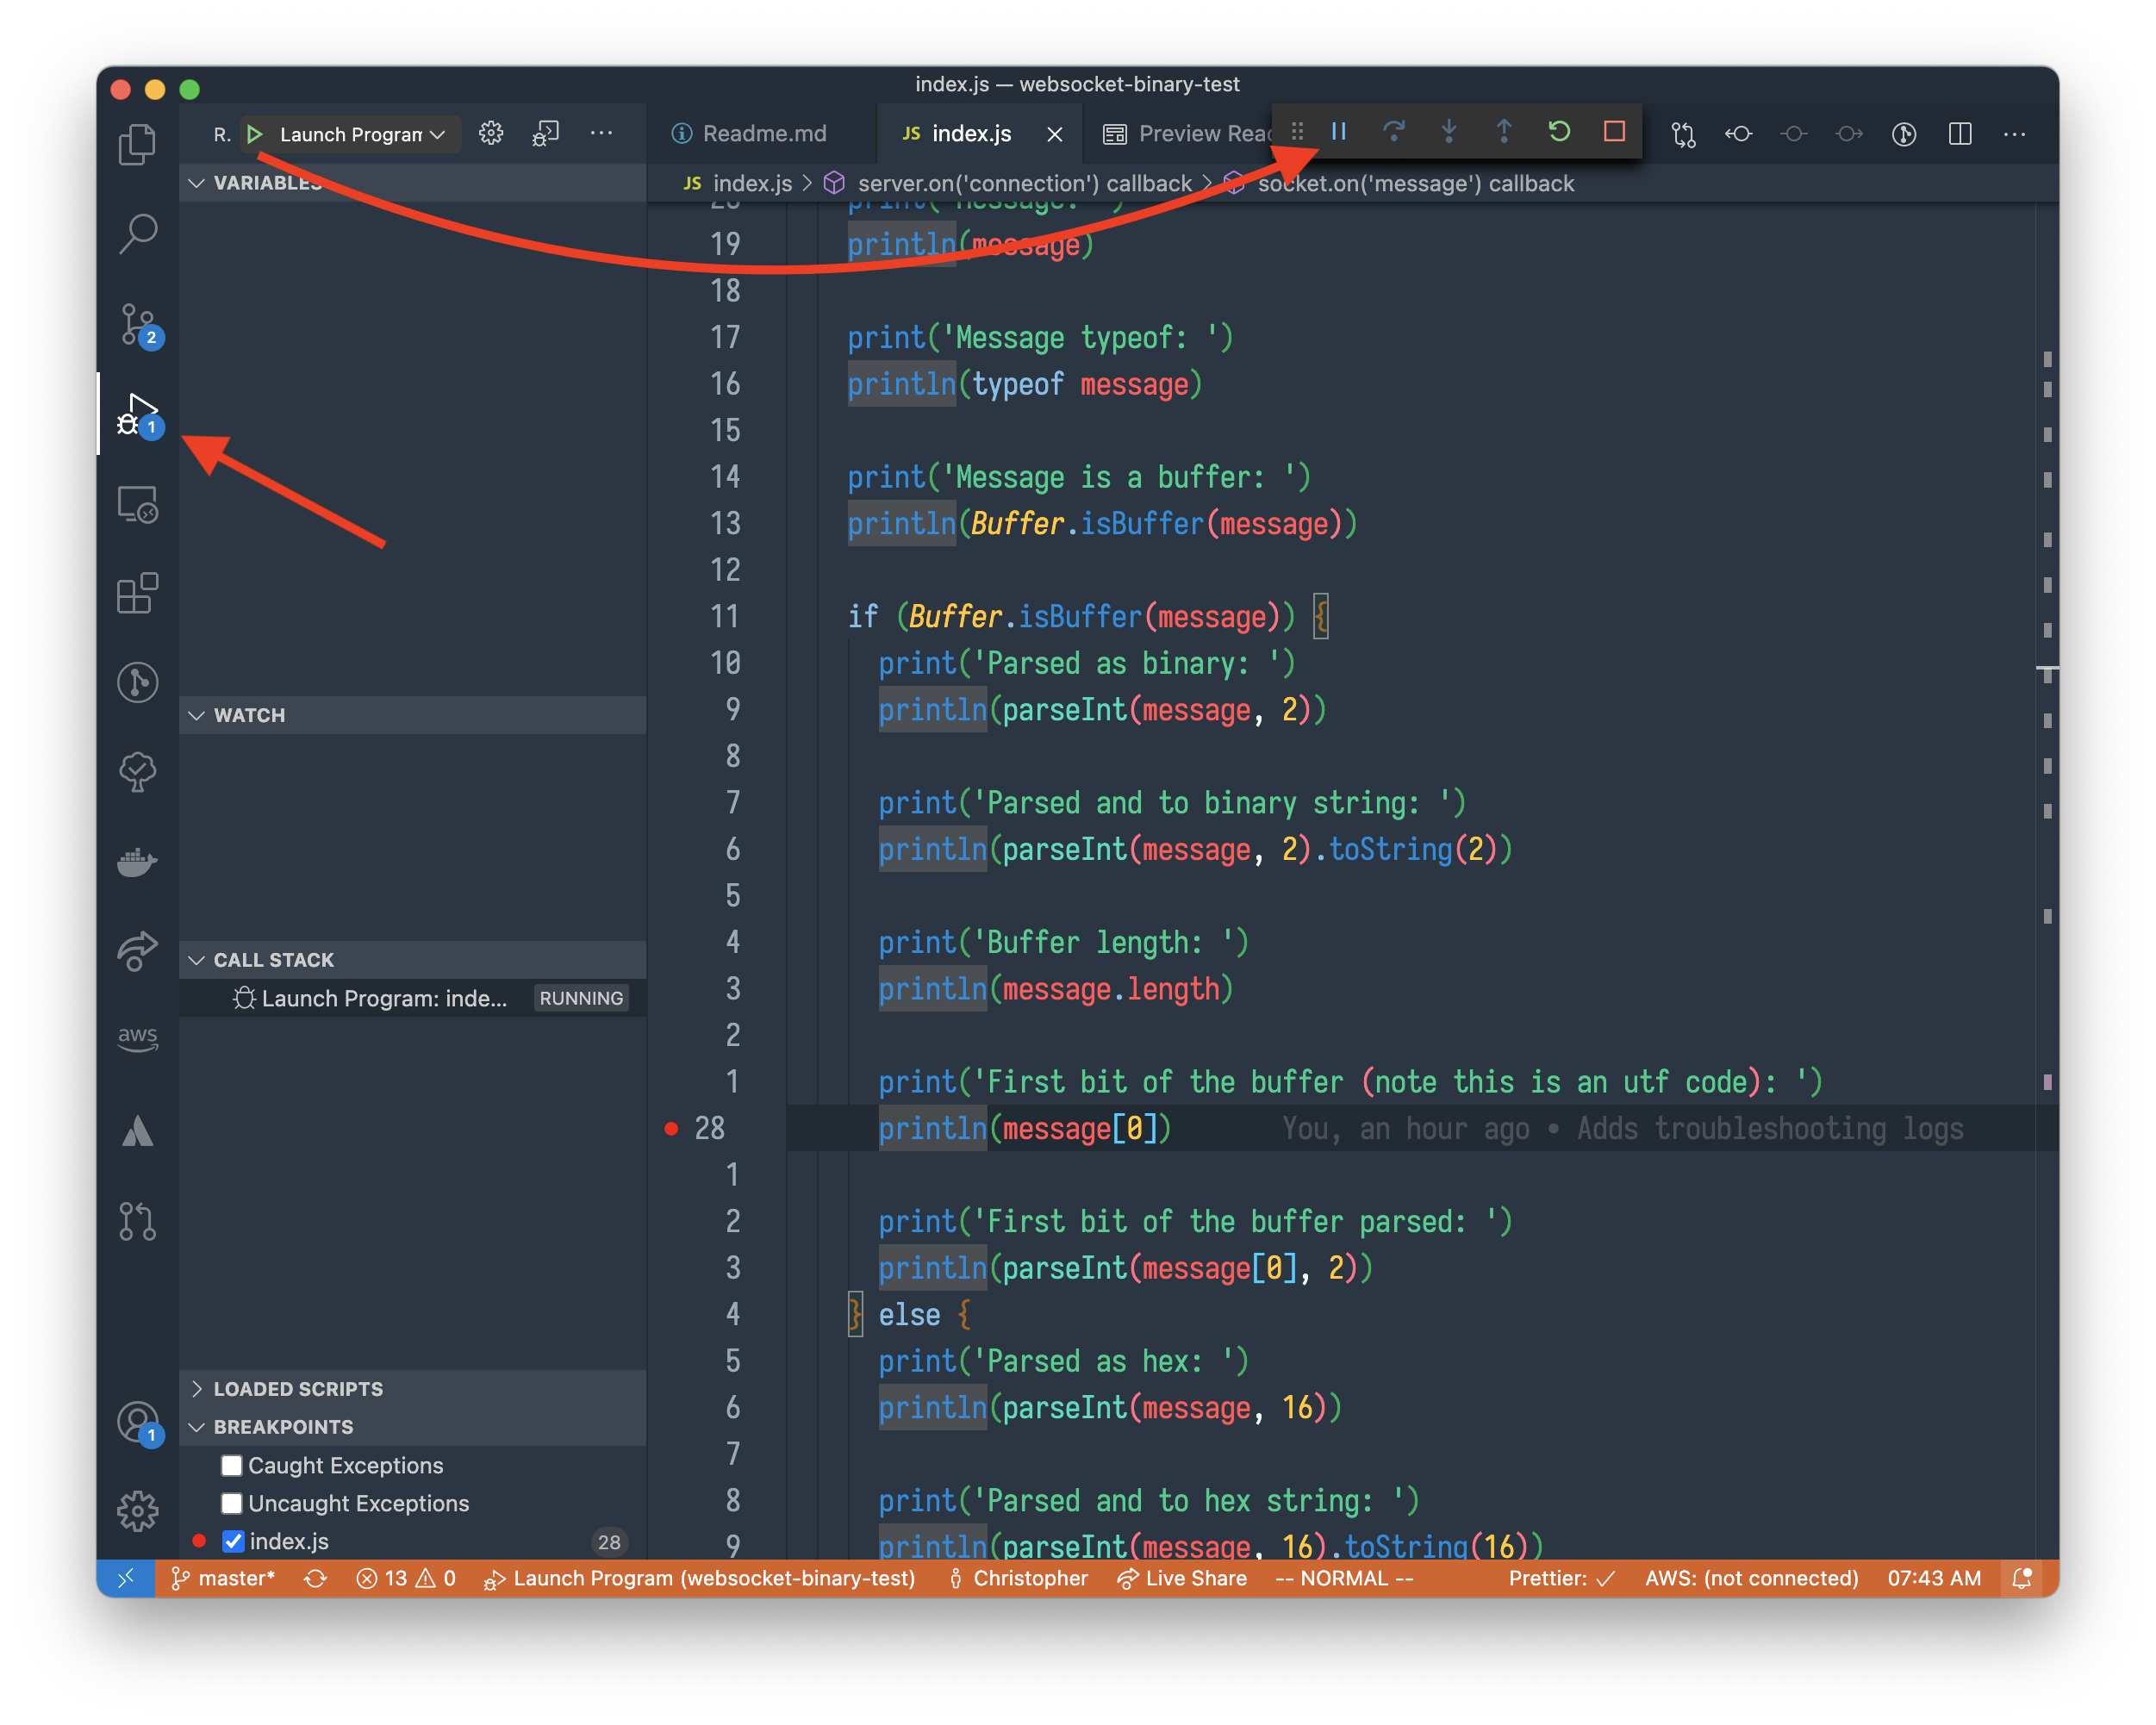 index.js — websocket-binary-test
R. Launch Program
Readme.md
JS index.js
Preview Reac
VARIABLES
JS index.js > server.on('connection') callback > socket.on('message') callback
20 print('Message: ')
19 println(message)
18
17 print('Message typeof: ')
16 println(typeof message)
15
14 print('Message is a buffer: ')
13 println(Buffer.isBuffer(message))
12
11 if (Buffer.isBuffer(message)) {
10 print('Parsed as binary: ')
9 println(parseInt(message, 2))
8
7 print('Parsed and to binary string: ')
6 println(parseInt(message, 2).toString(2))
5
4 print('Buffer length: ')
3 println(message.length)
2
1 print('First bit of the buffer (note this is an utf code): ')
28 println(message[0]) You, an hour ago • Adds troubleshooting logs
1
2 print('First bit of the buffer parsed: ')
3 println(parseInt(message[0], 2))
4 } else {
5 print('Parsed as hex: ')
6 println(parseInt(message, 16))
7
8 print('Parsed and to hex string: ')
9 println(parseInt(message, 16).toString(16))
2
1
WATCH
CALL STACK
Launch Program: inde... RUNNING
aws
LOADED SCRIPTS
BREAKPOINTS
1
Caught Exceptions
Uncaught Exceptions
index.js 28
master* 13 0 Launch Program (websocket-binary-test) Christopher Live Share -- NORMAL -- Prettier: ✓ AWS: (not connected) 07:43 AM